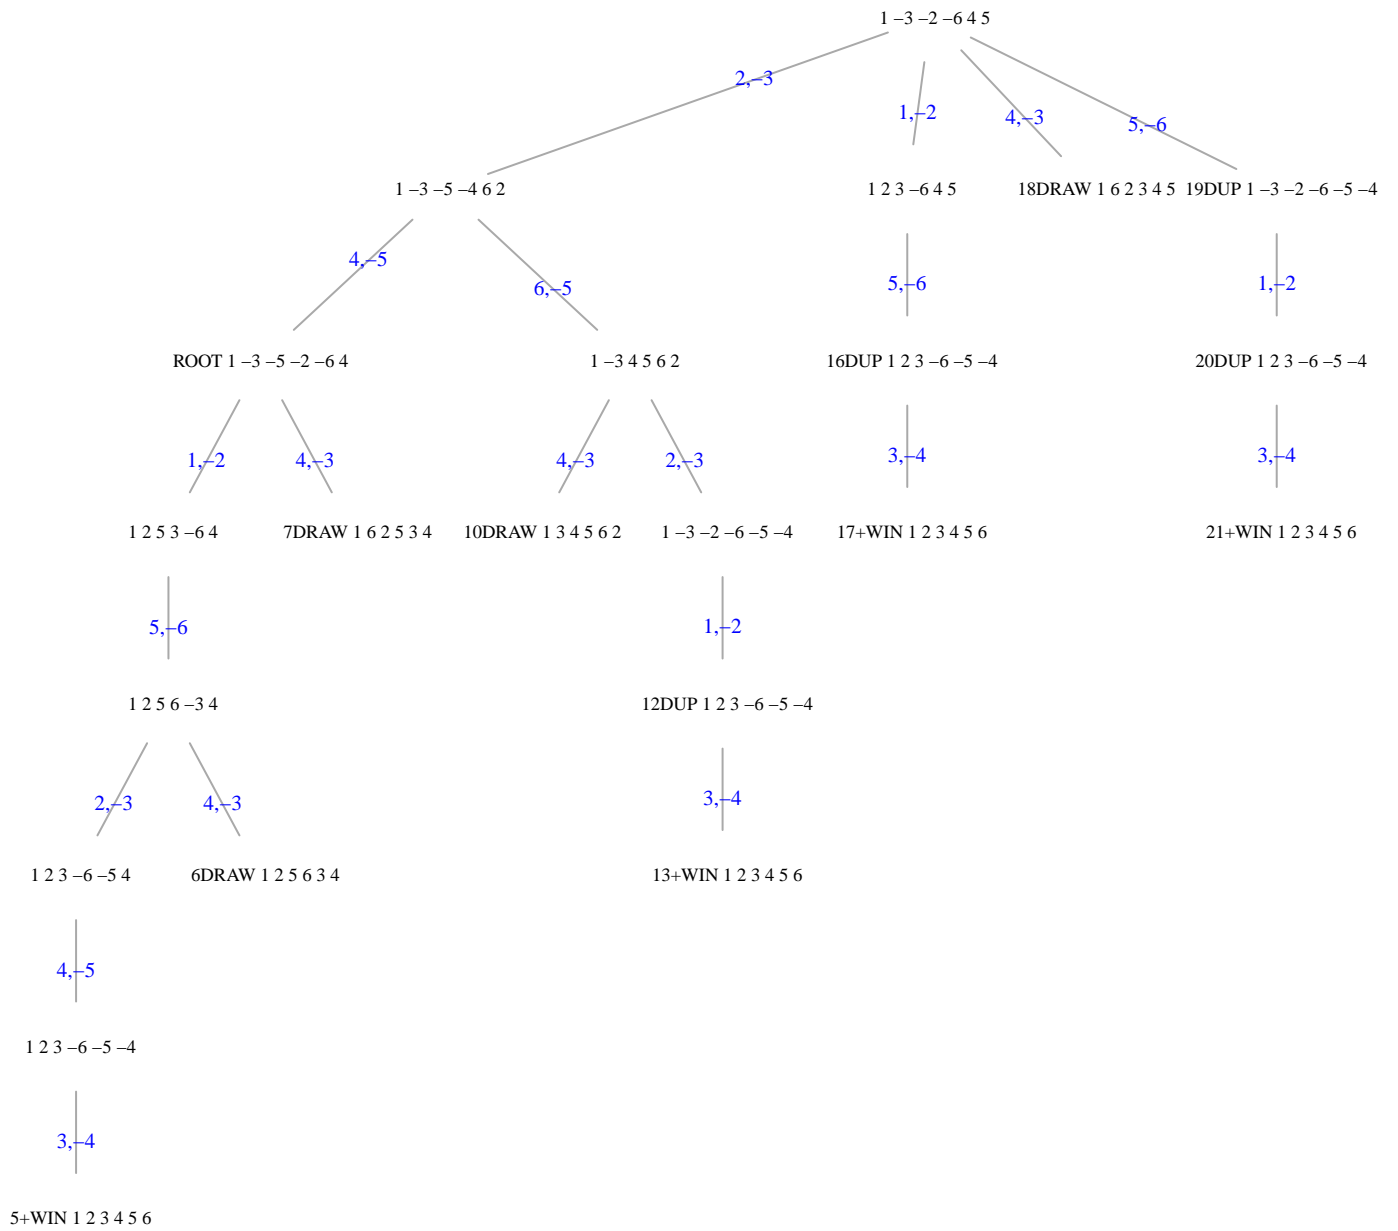 1 –3 –2 –6 4 5
2,–3
1,–2
4,–3
5,–6
1 –3 –5 –4 6 2
1 2 3 –6 4 5
18DRAW 1 6 2 3 4 5
19DUP 1 –3 –2 –6 –5 –4
4,–5
6,–5
5,–6
1,–2
ROOT 1 –3 –5 –2 –6 4
1 –3 4 5 6 2
16DUP 1 2 3 –6 –5 –4
20DUP 1 2 3 –6 –5 –4
1,–2
4,–3
4,–3
2,–3
3,–4
3,–4
1 2 5 3 –6 4
7DRAW 1 6 2 5 3 4
10DRAW 1 3 4 5 6 2
1 –3 –2 –6 –5 –4
17+WIN 1 2 3 4 5 6
21+WIN 1 2 3 4 5 6
5,–6
1,–2
1 2 5 6 –3 4
12DUP 1 2 3 –6 –5 –4
2,–3
4,–3
3,–4
1 2 3 –6 –5 4
6DRAW 1 2 5 6 3 4
13+WIN 1 2 3 4 5 6
4,–5
1 2 3 –6 –5 –4
3,–4
5+WIN 1 2 3 4 5 6